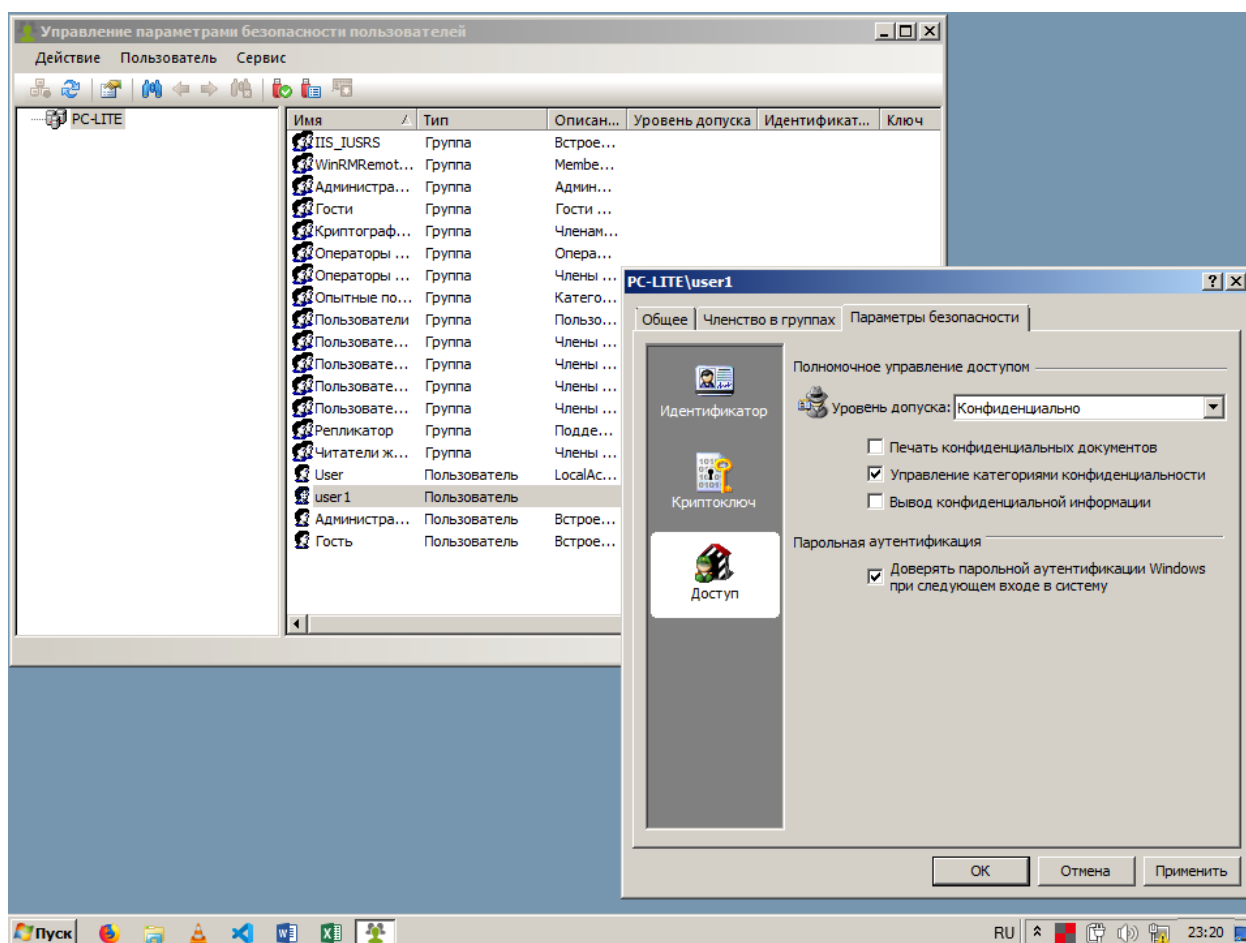 Управление параметрами безопасности пользователей
Действие Пользователь Сервис
PC-LITE
Имя Тип Описан... Уровень допуска Идентификат... Ключ
IIS_IUSRS Группа Встрое...
WinRMRemot... Группа Membe...
Администра... Группа Админ...
Гости Группа Гости ...
Криптограф... Группа Членам...
Операторы ... Группа Опера...
Операторы ... Группа Члены ...
Опытные по... Группа Катего...
Пользователи Группа Пользо...
Пользовате... Группа Члены ...
Пользовате... Группа Члены ...
Пользовате... Группа Члены ...
Пользовате... Группа Члены ...
Репликатор Группа Подде...
Читатели ж... Группа Члены ...
User Пользователь LocalAc...
user1 Пользователь
Администра... Пользователь Встрое...
Гость Пользователь Встрое...
PC-LITE\user1
Общее Членство в группах Параметры безопасности
Идентификатор
Криптоключ
Доступ
Полномочное управление доступом
Уровень допуска: Конфиденциально
Печать конфиденциальных документов
Управление категориями конфиденциальности
Вывод конфиденциальной информации
Парольная аутентификация
Доверять парольной аутентификации Windows
при следующем входе в систему
ОК Отмена Применить
Пуск RU 23:20